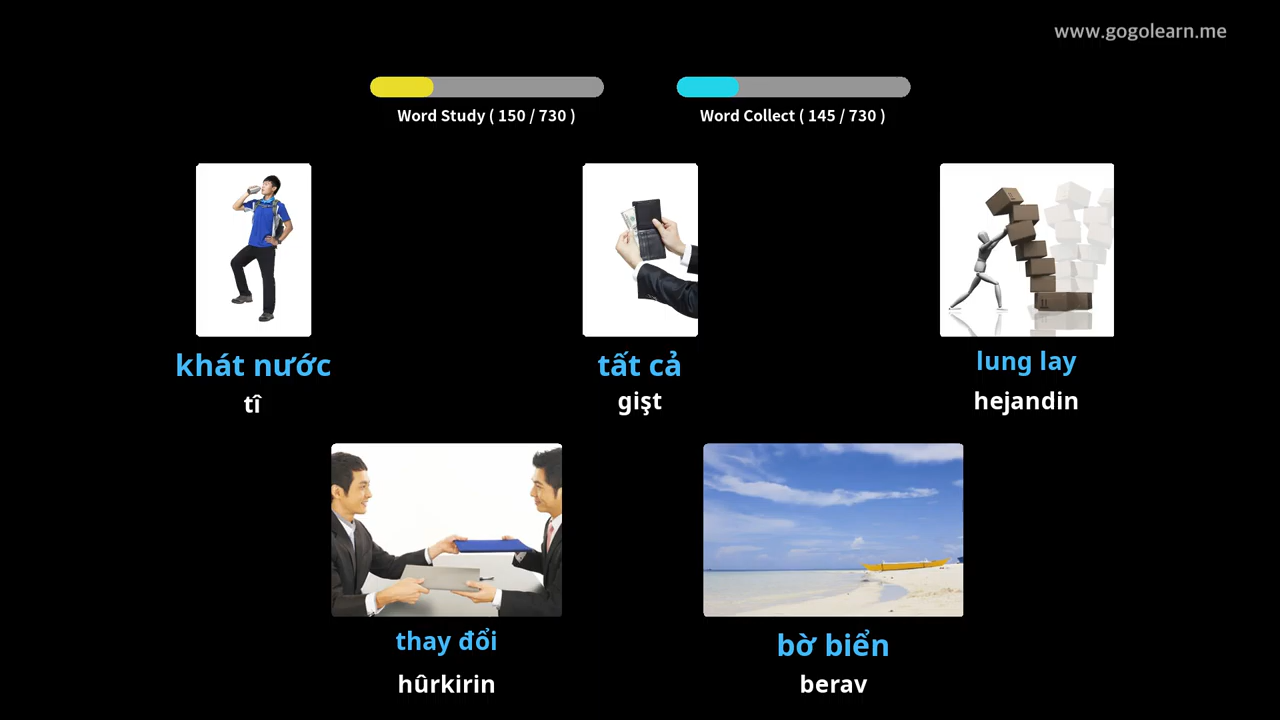 www.gogolearn.me
Word Study ( 150 / 730 )
Word Collect ( 145 / 730 )
khát nước
tî
tất cả
gişt
lung lay
hejandin
thay đổi
hûrkirin
bờ biển
berav